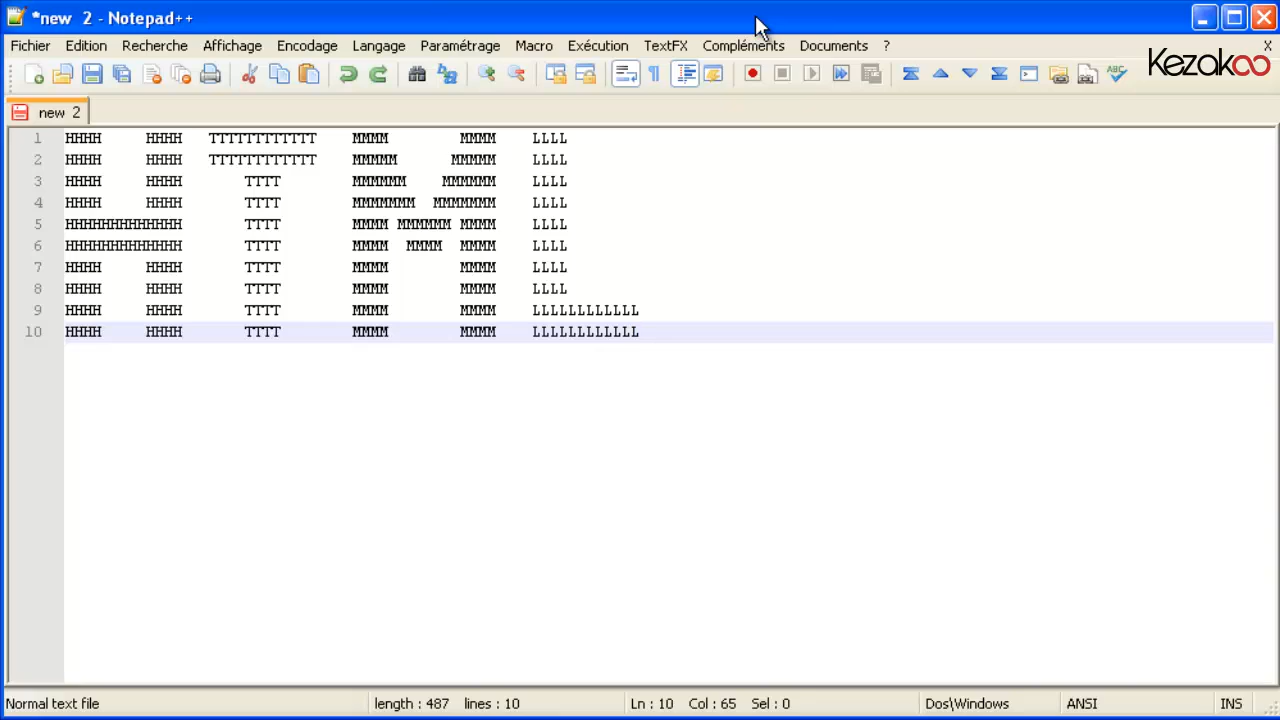 *new  2 - Notepad++
Fichier Edition Recherche Affichage Encodage Langage Paramétrage Macro Exécution TextFX Compléments Documents ? X
Kezakoo
new 2
1 HHHH     HHHH   TTTTTTTTTTTT    MMMM        MMMM    LLLL
2 HHHH     HHHH   TTTTTTTTTTTT    MMMMM      MMMMM    LLLL
3 HHHH     HHHH       TTTT        MMMMMM    MMMMMM    LLLL
4 HHHH     HHHH       TTTT        MMMMMMM  MMMMMMM    LLLL
5 HHHHHHHHHHHHH       TTTT        MMMM MMMMMM MMMM    LLLL
6 HHHHHHHHHHHHH       TTTT        MMMM  MMMM  MMMM    LLLL
7 HHHH     HHHH       TTTT        MMMM        MMMM    LLLL
8 HHHH     HHHH       TTTT        MMMM        MMMM    LLLL
9 HHHH     HHHH       TTTT        MMMM        MMMM    LLLLLLLLLLLL
10 HHHH     HHHH       TTTT        MMMM        MMMM    LLLLLLLLLLLL
Normal text file length : 487 lines : 10 Ln : 10 Col : 65 Sel : 0 Dos\Windows ANSI INS